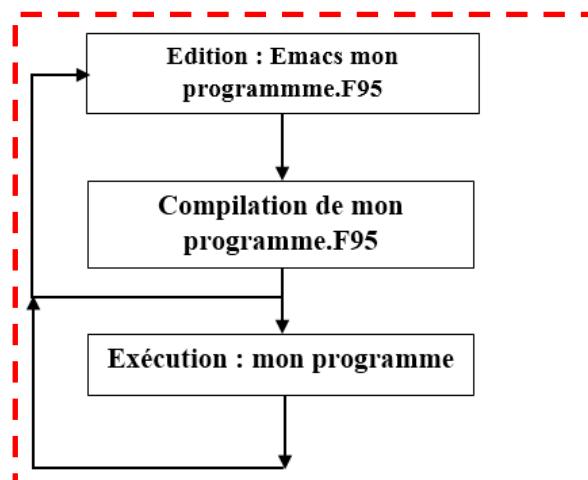 Edition : Emacs mon
programmme.F95
Compilation de mon
programme.F95
Exécution : mon programme